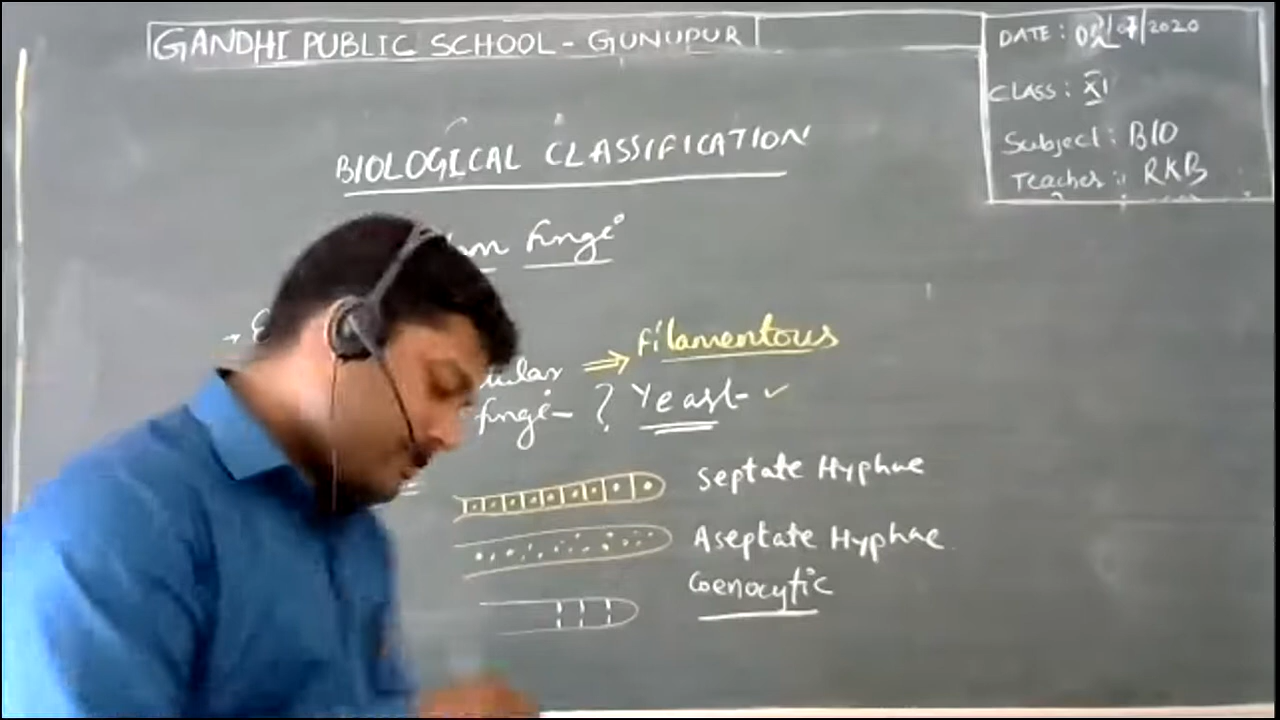 GANDHI PUBLIC SCHOOL - GUNUPUR
DATE: 02/07/2020
CLASS: XI
Subject: BIO
Teacher: RKB
BIOLOGICAL CLASSIFICATION
fungi
⇒ Filamentous
fungi - ? Yeast- ✓
Septate Hyphae
Aseptate Hyphae
Coenocytic